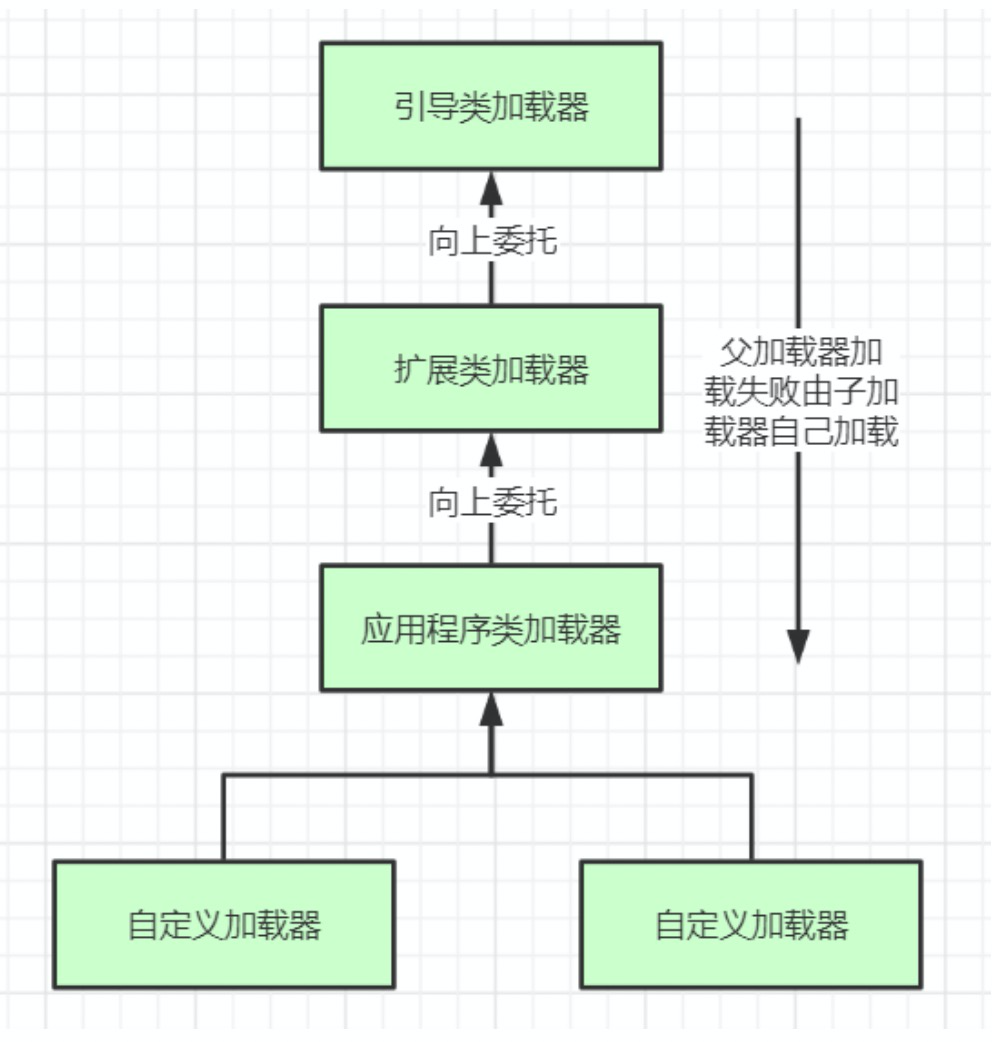 引导类加载器
向上委托
扩展类加载器
父加载器加
载失败由子加
载器自己加载
向上委托
应用程序类加载器
自定义加载器
自定义加载器